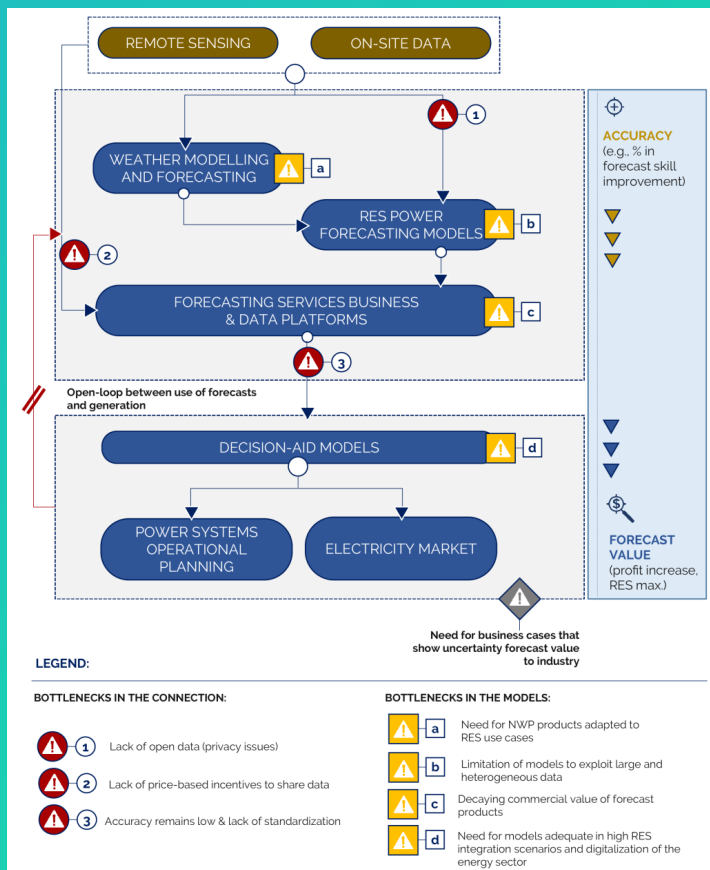 REMOTE SENSING
ON-SITE DATA
1
ACCURACY
(e.g., % in
forecast skill
improvement)
WEATHER MODELLING
AND FORECASTING
a
RES POWER
FORECASTING MODELS
b
2
FORECASTING SERVICES BUSINESS
& DATA PLATFORMS
c
3
Open-loop between use of forecasts
and generation
DECISION-AID MODELS
d
POWER SYSTEMS
OPERATIONAL
PLANNING
ELECTRICITY MARKET
$
FORECAST
VALUE
(profit increase,
RES max.)
Need for business cases that
show uncertainty forecast value
to industry
LEGEND:
BOTTLENECKS IN THE CONNECTION:
1
Lack of open data (privacy issues)
2
Lack of price-based incentives to share data
3
Accuracy remains low & lack of standardization
BOTTLENECKS IN THE MODELS:
a
Need for NWP products adapted to
RES use cases
b
Limitation of models to exploit large and
heterogeneous data
c
Decaying commercial value of forecast
products
d
Need for models adequate in high RES
integration scenarios and digitalization of the
energy sector